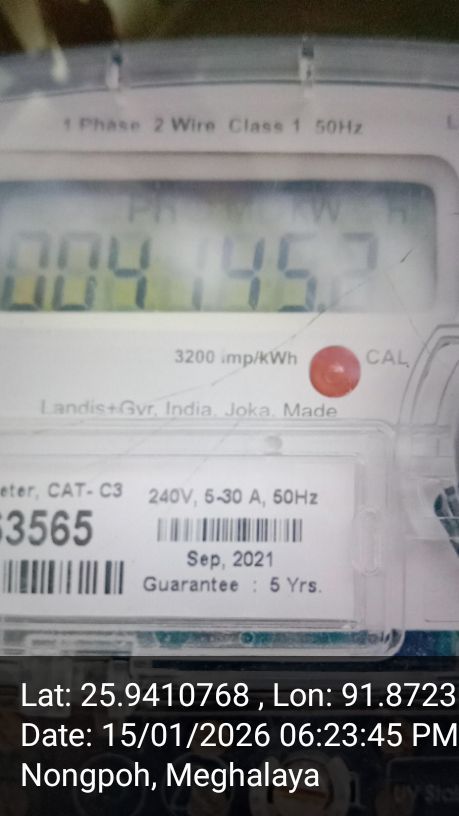 1 Phase 2 Wire Class 1 50Hz
L
004145.2
3200 imp/kWh
CAL
Landis+Gyr, India, Joka, Made
eter, CAT- C3
240V, 5-30 A, 50Hz
63565
Sep, 2021
Guarantee : 5 Yrs.
Lat: 25.9410768 , Lon: 91.8723
Date: 15/01/2026 06:23:45 PM
Nongpoh, Meghalaya